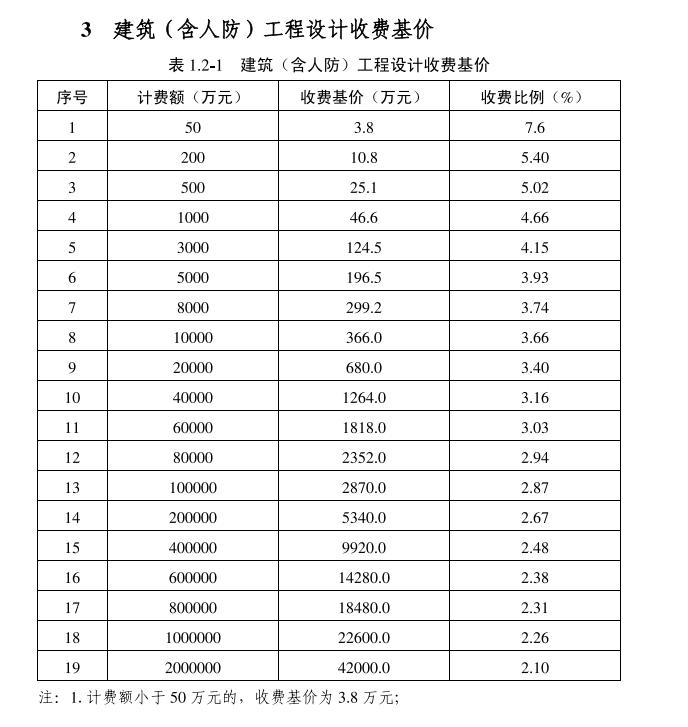 3 建筑（含人防）工程设计收费基价
表 1.2-1 建筑（含人防）工程设计收费基价
序号 计费额（万元） 收费基价（万元） 收费比例（%）
1 50 3.8 7.6
2 200 10.8 5.40
3 500 25.1 5.02
4 1000 46.6 4.66
5 3000 124.5 4.15
6 5000 196.5 3.93
7 8000 299.2 3.74
8 10000 366.0 3.66
9 20000 680.0 3.40
10 40000 1264.0 3.16
11 60000 1818.0 3.03
12 80000 2352.0 2.94
13 100000 2870.0 2.87
14 200000 5340.0 2.67
15 400000 9920.0 2.48
16 600000 14280.0 2.38
17 800000 18480.0 2.31
18 1000000 22600.0 2.26
19 2000000 42000.0 2.10
注：1. 计费额小于 50 万元的，收费基价为 3.8 万元；